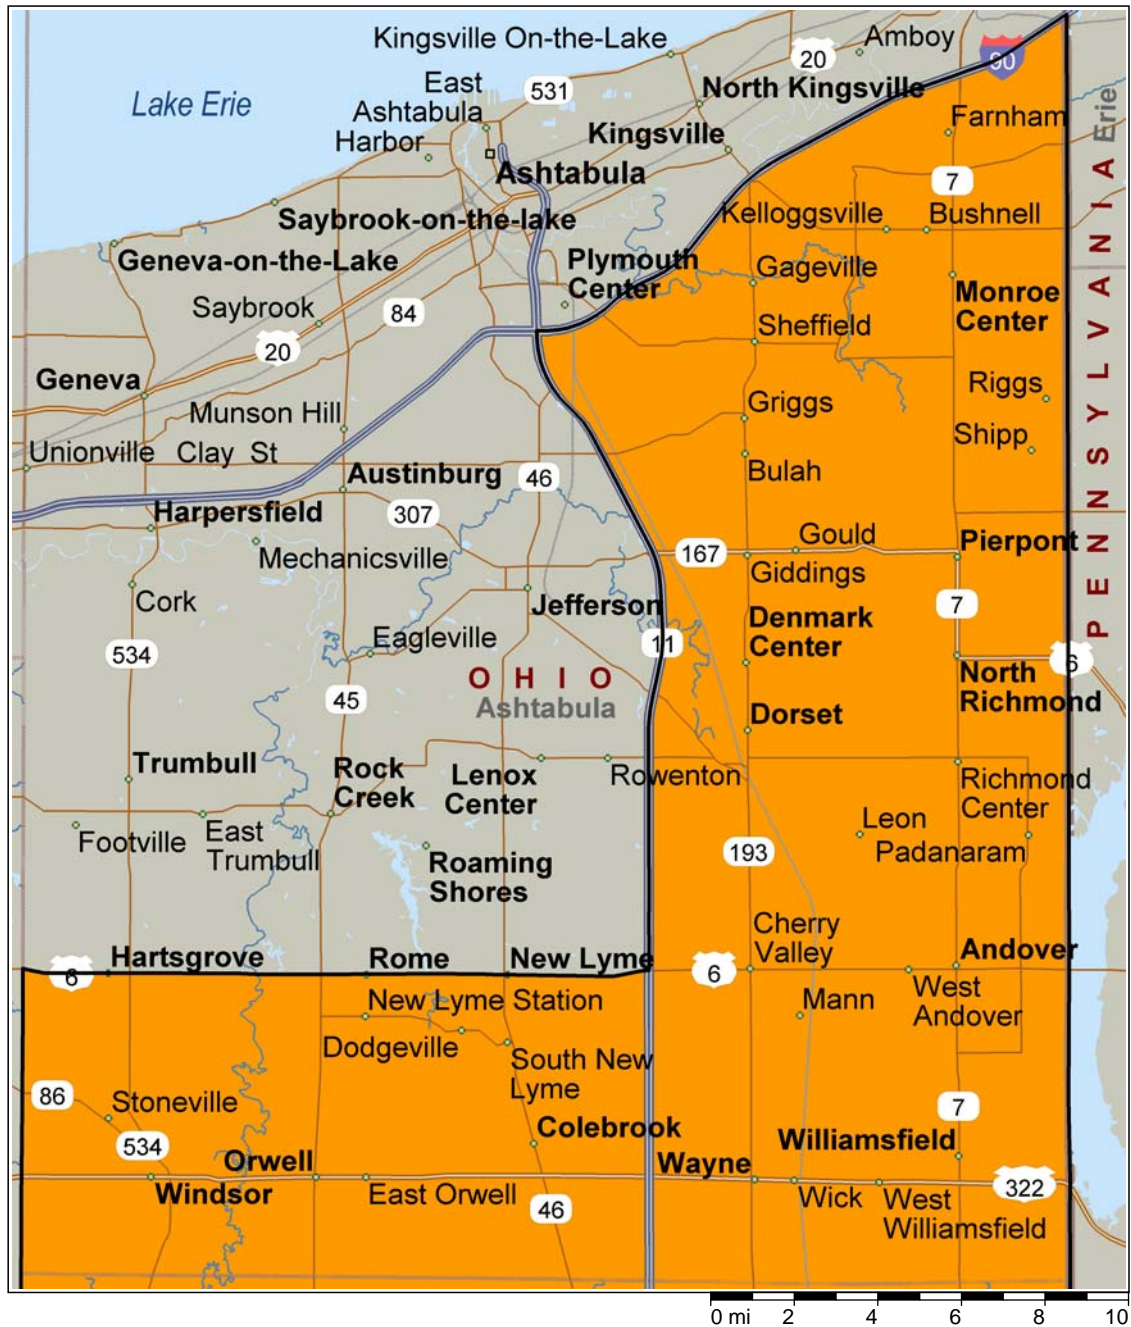 Kingsville On-the-Lake
Amboy
20
90
Lake Erie
East
Ashtabula
531
North Kingsville
Farnham
Erie
Harbor
Kingsville
Ashtabula
7
Saybrook-on-the-lake
Kelloggsville
Bushnell
Geneva-on-the-Lake
Plymouth
Center
Gageville
Monroe
Center
Saybrook
84
Sheffield
20
Geneva
Riggs
Munson Hill
Griggs
Shipp
Unionville
Clay St
Austinburg
46
Bulah
PENNSYLVANIA
Harpersfield
307
Gould
Pierpont
Mechanicsville
167
Giddings
Cork
Jefferson
7
Denmark
Center
Eagleville
11
534
6
OHIO
Ashtabula
North
Richmond
45
Dorset
Trumbull
Rock
Creek
Lenox
Center
Rowenton
Richmond
Center
Footville
East
Trumbull
Leon
Padanaram
193
Roaming
Shores
Cherry
Valley
Hartsgrove
Rome
New Lyme
Andover
6
6
New Lyme Station
Mann
West
Andover
Dodgeville
South New
Lyme
86
Stoneville
7
534
Colebrook
Williamsfield
Orwell
Wayne
Windsor
East Orwell
Wick
West
Williamsfield
322
46
0 mi 2 4 6 8 10